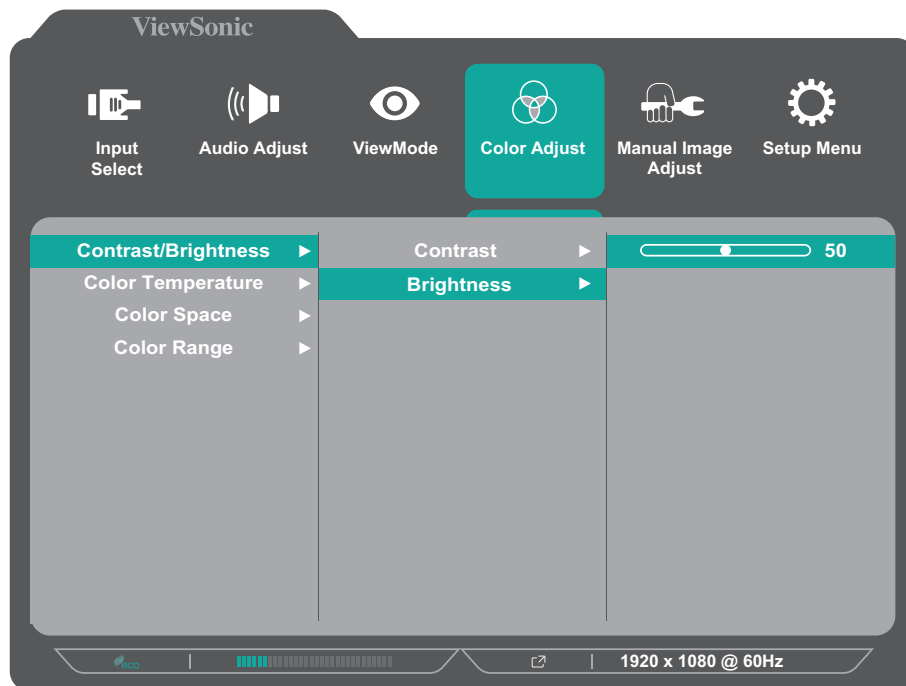 ViewSonic
Input
Select
Audio Adjust
ViewMode
Color Adjust
Manual Image
Adjust
Setup Menu
Contrast/Brightness
Color Temperature
Color Space
Color Range
Contrast
Brightness
50
eco
1920 x 1080 @ 60Hz